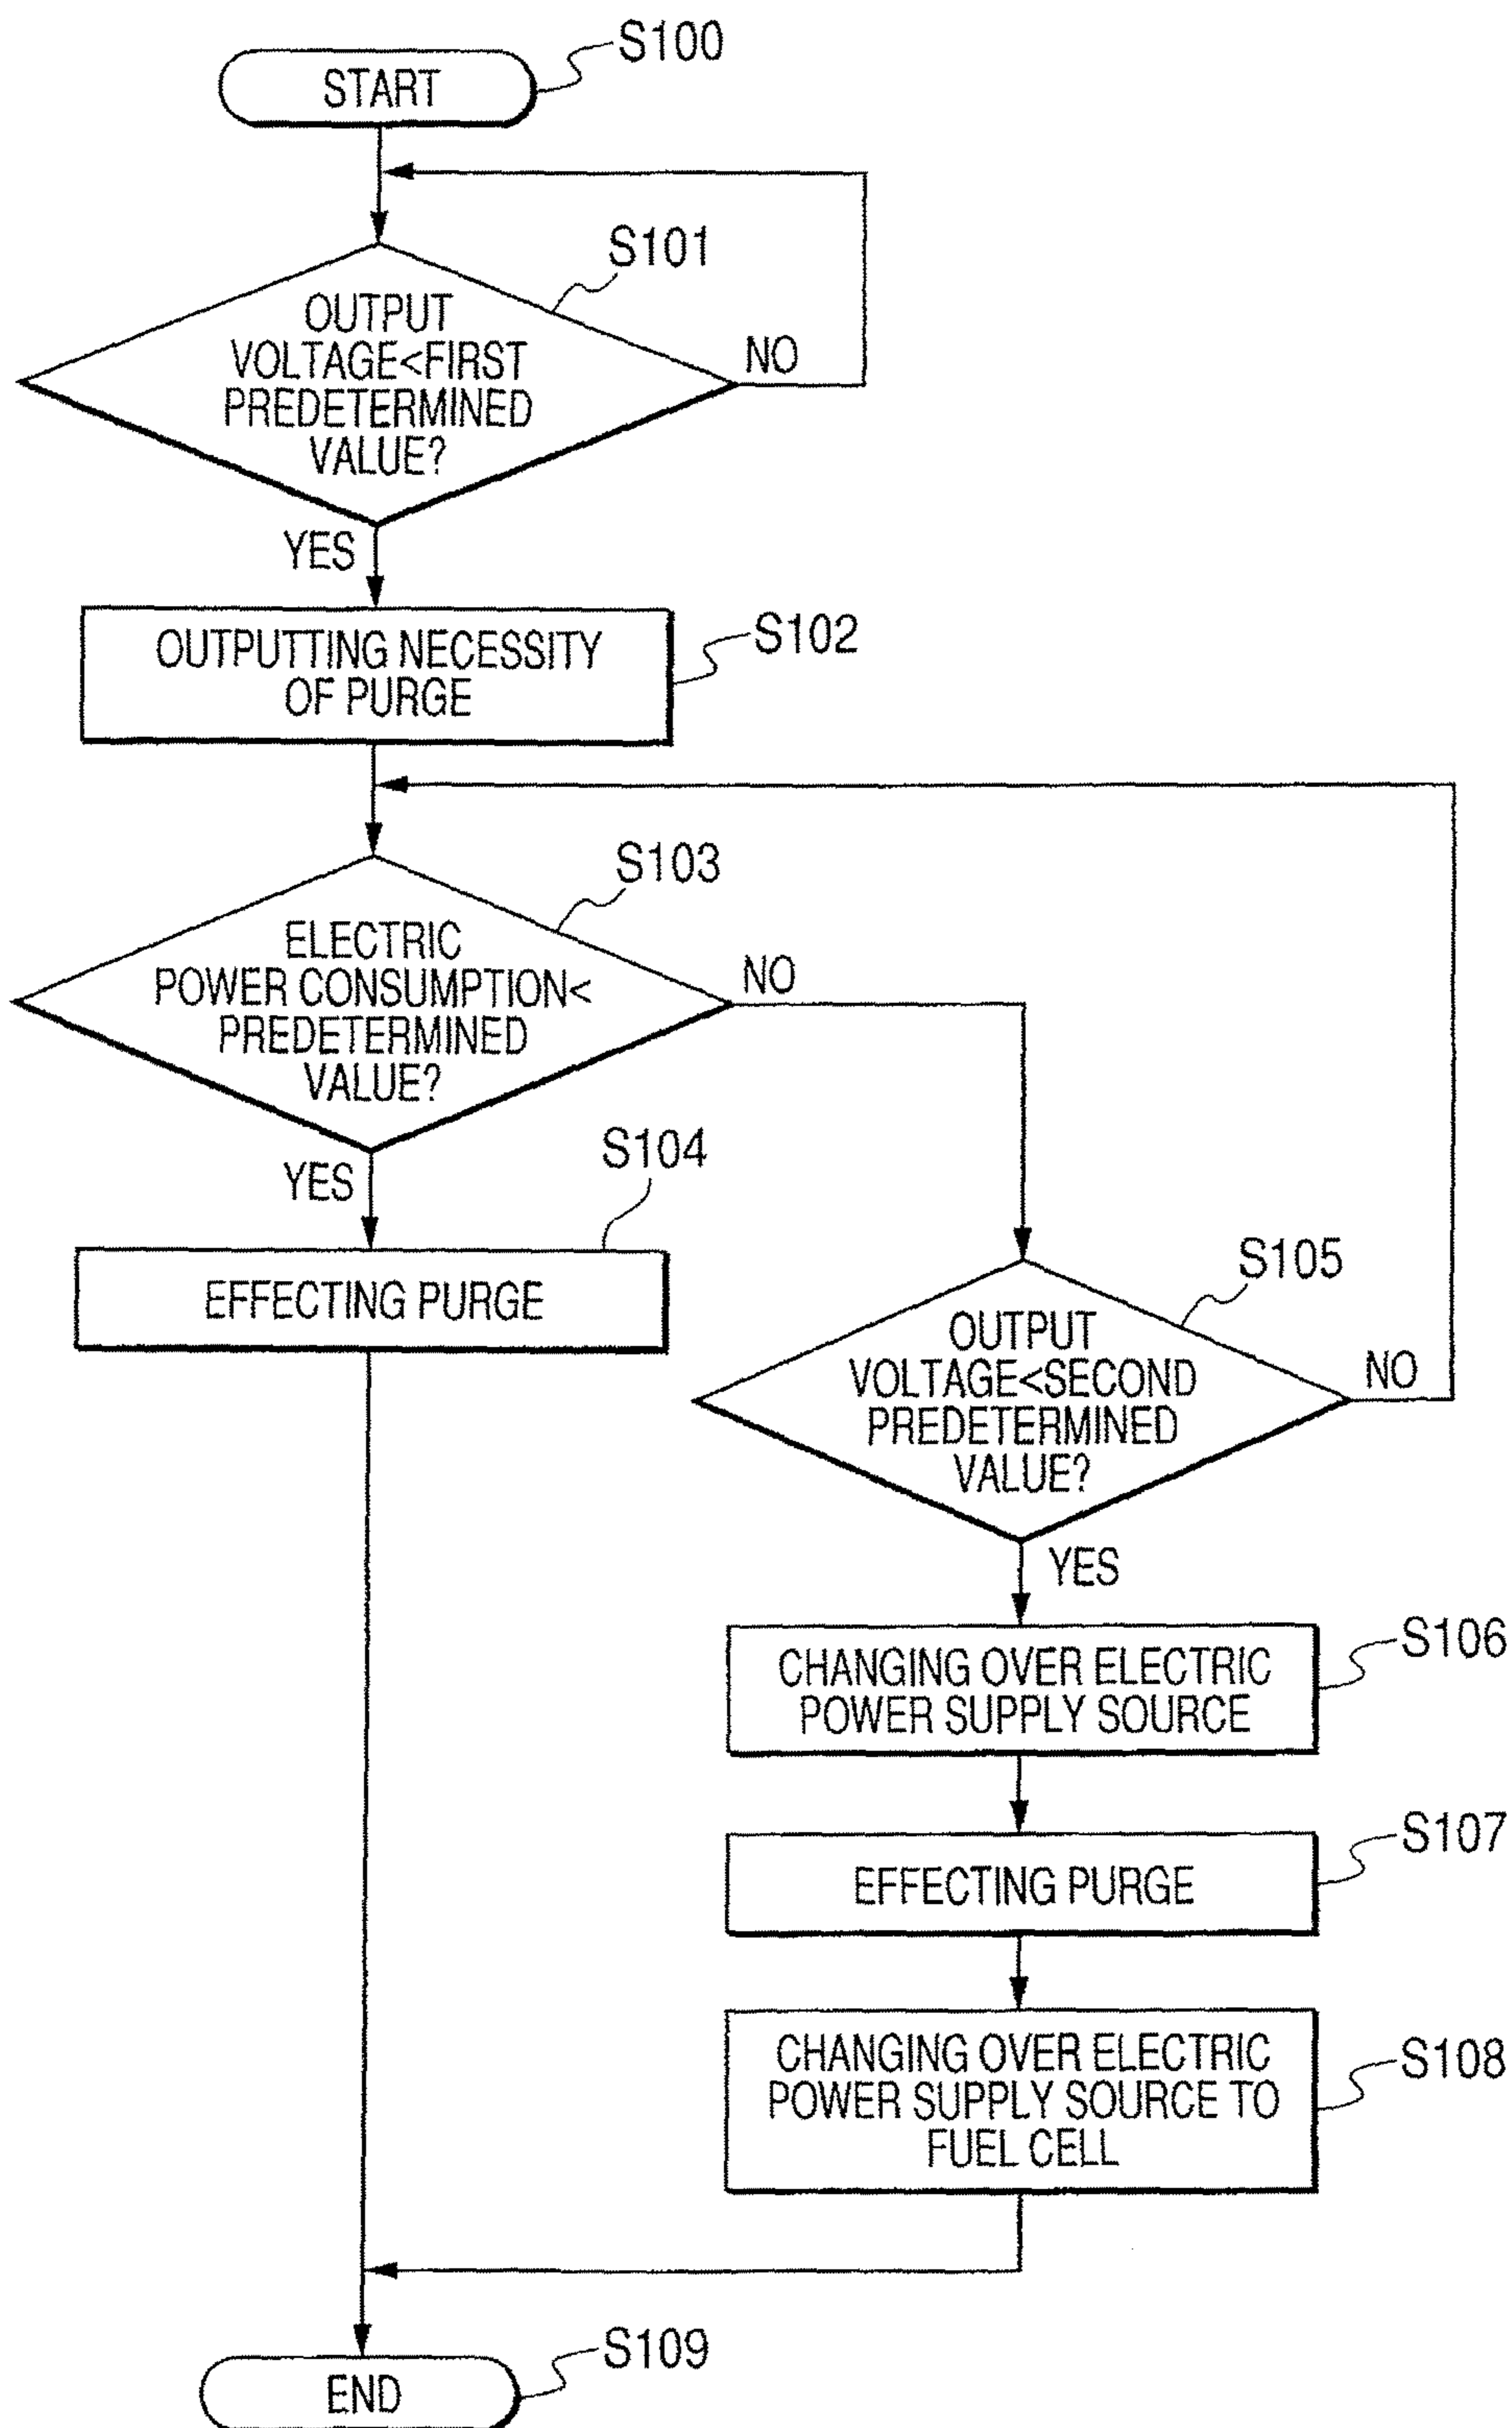 S100
START
S101
OUTPUT
VOLTAGE<FIRST
PREDETERMINED
VALUE?
NO
YES
OUTPUTTING NECESSITY
OF PURGE
S102
S103
ELECTRIC
POWER CONSUMPTION<
PREDETERMINED
VALUE?
NO
YES
S104
EFFECTING PURGE
S105
OUTPUT
VOLTAGE<SECOND
PREDETERMINED
VALUE?
NO
YES
S106
CHANGING OVER ELECTRIC
POWER SUPPLY SOURCE
S107
EFFECTING PURGE
S108
CHANGING OVER ELECTRIC
POWER SUPPLY SOURCE TO
FUEL CELL
S109
END